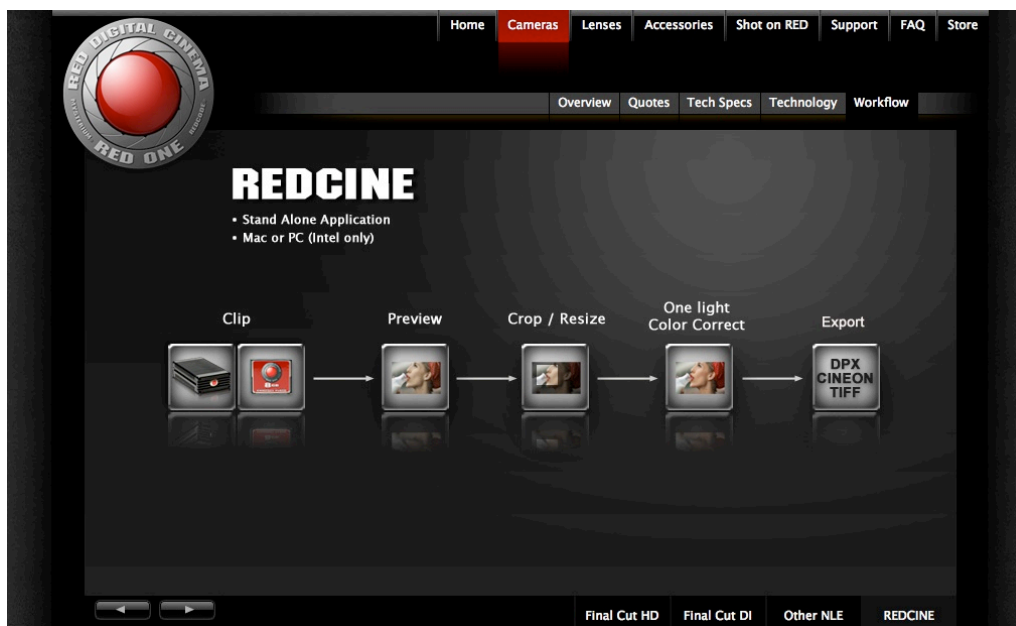 RED DIGITAL CINEMA
RED ONE
MYSTERIUM
REDCODE
Home
Cameras
Lenses
Accessories
Shot on RED
Support
FAQ
Store
Overview
Quotes
Tech Specs
Technology
Workflow
REDCINE
• Stand Alone Application
• Mac or PC (Intel only)
Clip
Preview
Crop / Resize
One light
Color Correct
Export
DPX
CINEON
TIFF
Final Cut HD
Final Cut DI
Other NLE
REDCINE